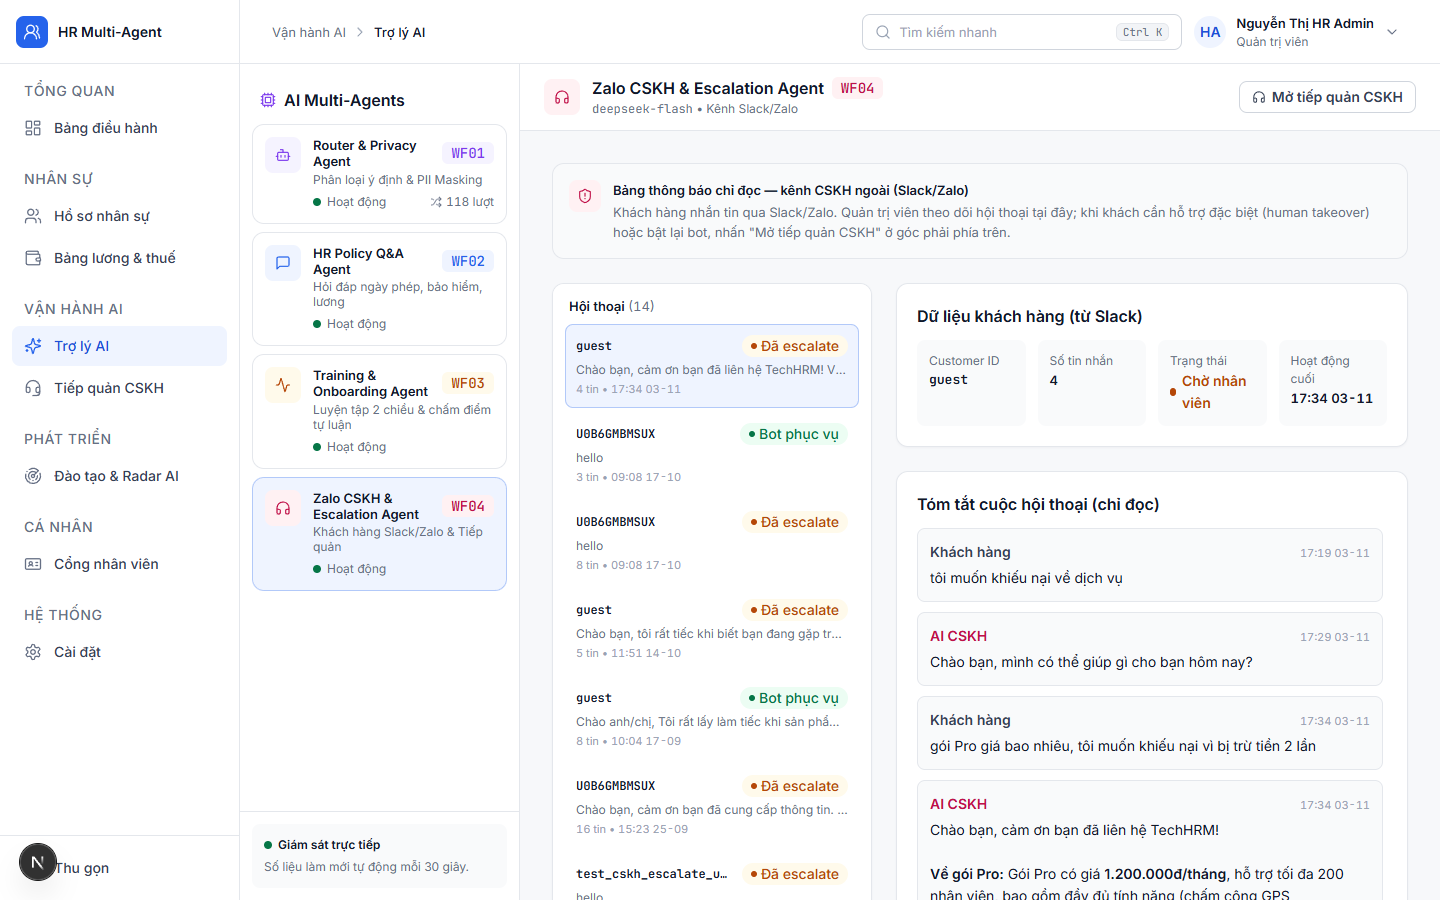 HR Multi-Agent
TỔNG QUAN
Bảng điều hành
NHÂN SỰ
Hồ sơ nhân sự
Bảng lương & thuế
VẬN HÀNH AI
Trợ lý AI
Tiếp quản CSKH
PHÁT TRIỂN
Đào tạo & Radar AI
CÁ NHÂN
Cổng nhân viên
HỆ THỐNG
Cài đặt
N
Thu gọn
Vận hành AI > Trợ lý AI
Tìm kiếm nhanh Ctrl K
HA
Nguyễn Thị HR Admin
Quản trị viên
AI Multi-Agents
Router & Privacy Agent WF01
Phân loại ý định & PII Masking
Hoạt động 118 lượt
HR Policy Q&A Agent WF02
Hỏi đáp ngày phép, bảo hiểm, lương
Hoạt động
Training & Onboarding Agent WF03
Luyện tập 2 chiều & chấm điểm tự luận
Hoạt động
Zalo CSKH & Escalation Agent WF04
Khách hàng Slack/Zalo & Tiếp quản
Hoạt động
Giám sát trực tiếp
Số liệu làm mới tự động mỗi 30 giây.
Zalo CSKH & Escalation Agent WF04
deepseek-flash • Kênh Slack/Zalo
Mở tiếp quản CSKH
Bảng thông báo chỉ đọc — kênh CSKH ngoài (Slack/Zalo)
Khách hàng nhắn tin qua Slack/Zalo. Quản trị viên theo dõi hội thoại tại đây; khi khách cần hỗ trợ đặc biệt (human takeover)
hoặc bật lại bot, nhấn "Mở tiếp quản CSKH" ở góc phải phía trên.
Hội thoại (14)
guest Đã escalate
Chào bạn, cảm ơn bạn đã liên hệ TechHRM! V...
4 tin • 17:34 03-11
U0B6GMBMSUX Bot phục vụ
hello
3 tin • 09:08 17-10
U0B6GMBMSUX Đã escalate
hello
8 tin • 09:08 17-10
guest Đã escalate
Chào bạn, tôi rất tiếc khi biết bạn đang gặp tr...
5 tin • 11:51 14-10
guest Bot phục vụ
Chào anh/chị, Tôi rất lấy làm tiếc khi sản phẩ...
8 tin • 10:04 17-09
U0B6GMBMSUX Đã escalate
Chào bạn, cảm ơn bạn đã cung cấp thông tin. ...
16 tin • 15:23 25-09
test_cskh_escalate_u... Đã escalate
hello
Dữ liệu khách hàng (từ Slack)
Customer ID
guest
Số tin nhắn
4
Trạng thái
Chờ nhân viên
Hoạt động cuối
17:34 03-11
Tóm tắt cuộc hội thoại (chỉ đọc)
Khách hàng 17:19 03-11
tôi muốn khiếu nại về dịch vụ
AI CSKH 17:29 03-11
Chào bạn, mình có thể giúp gì cho bạn hôm nay?
Khách hàng 17:34 03-11
gói Pro giá bao nhiêu, tôi muốn khiếu nại vì bị trừ tiền 2 lần
AI CSKH 17:34 03-11
Chào bạn, cảm ơn bạn đã liên hệ TechHRM!
Về gói Pro: Gói Pro có giá 1.200.000đ/tháng, hỗ trợ tối đa 200
nhân viên, bao gồm đầy đủ tính năng (chấm công GPS